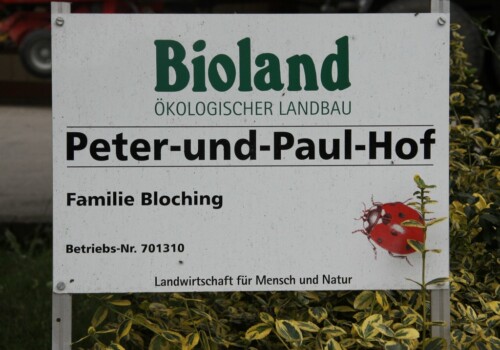 Bioland
ÖKOLOGISCHER LANDBAU
Peter-und-Paul-Hof
Familie Bloching
Betriebs-Nr. 701310
Landwirtschaft für Mensch und Natur